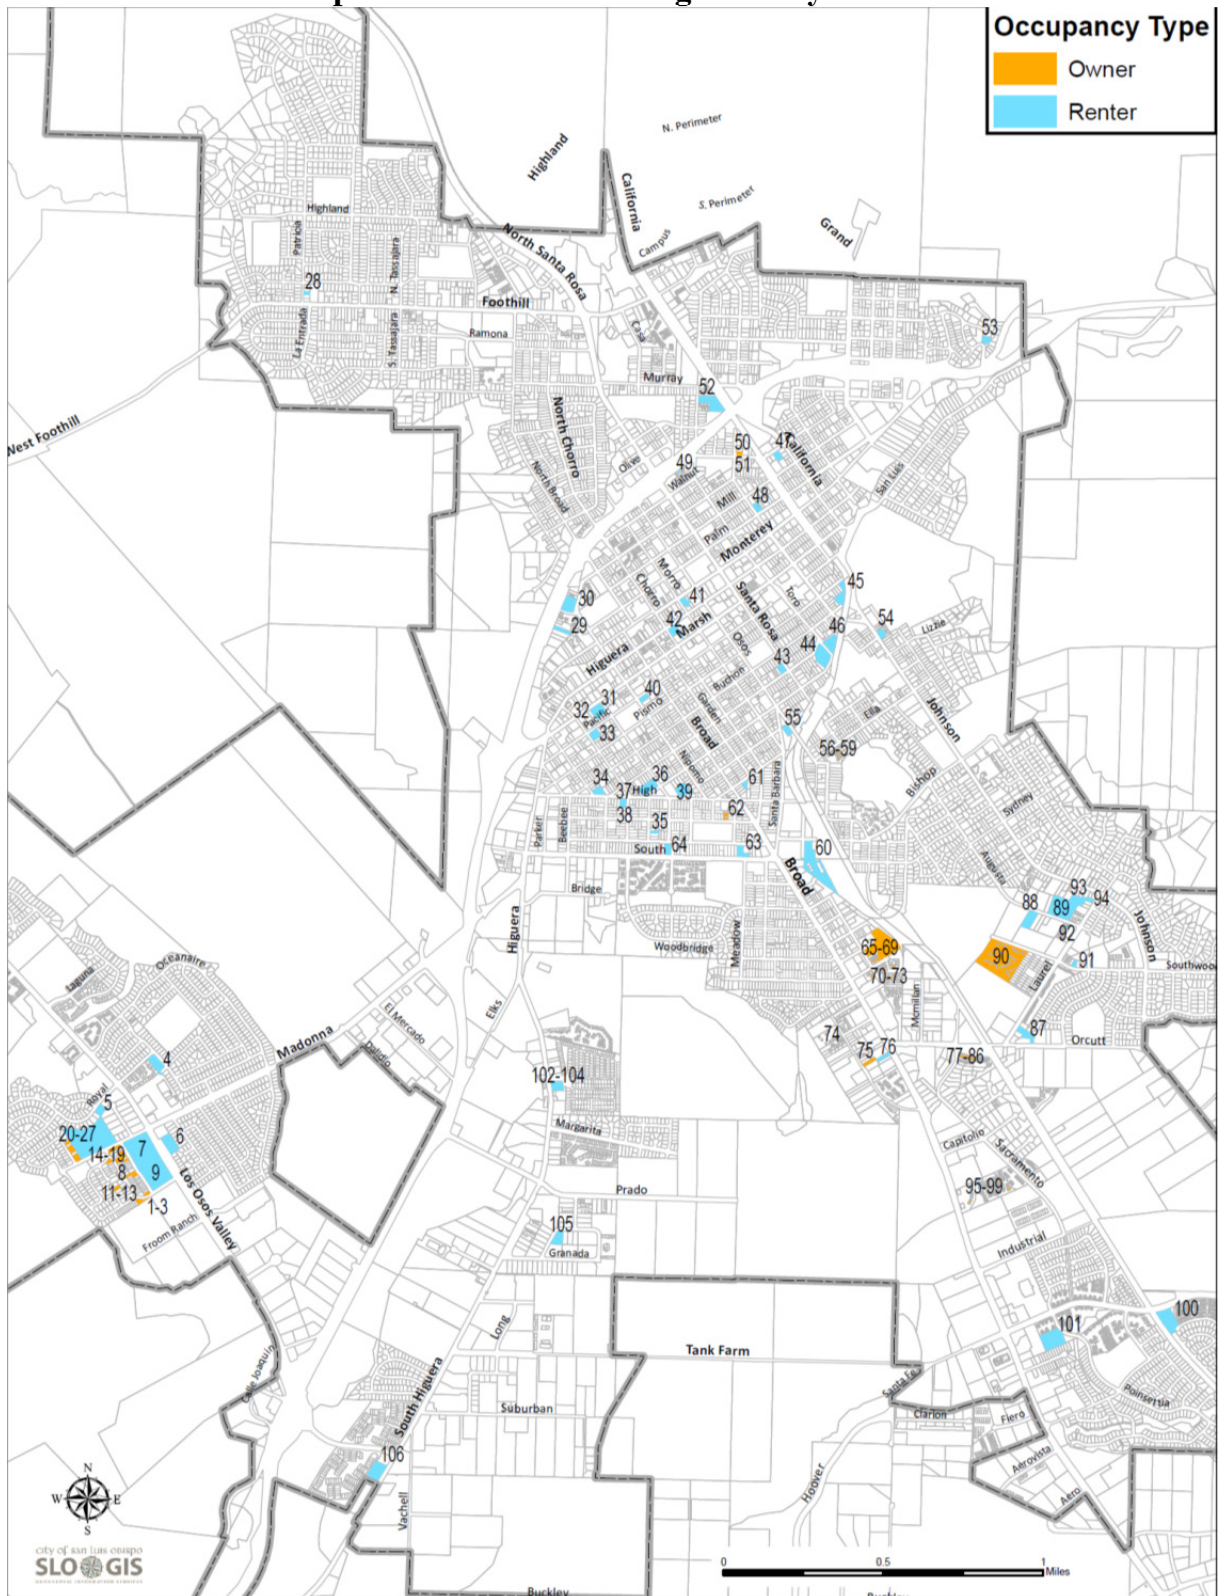 Occupancy Type
Owner
Renter
N. Perimeter
Highland
California
S. Perimeter
Campus
Grand
Highland
Patricia
N. Tassajara
North Santa Rosa
28
Foothill
Ramona
La Entrada
S. Tassajara
Casa
53
Murray
52
West Foothill
North Chorro
50
47
California
49
51
Olive
Walnut
North Broad
San Luis
Mill
48
Palm
Monterey
Morro
Chorro
Santa Rosa
Toro
45
30
41
29
42
Marsh
54
Lizzie
46
44
Osos
Higuera
43
Buchon
40
31
32
Pacific
Pismo
33
Garden
Broad
Johnson
Ella
55
56-59
Nipomo
Bishop
34
36
61
37
High
39
Santa Barbara
Sydney
38
62
35
Parker
Beebee
South
64
63
60
Augusta
Broad
Bridge
93
94
88
89
92
Johnson
Higuera
Woodbridge
Meadow
65-69
90
91
Southwood
70-73
Laurel
Laguna
Oceanaire
Elks
El Mercado
Mcmillan
87
Madonna
Dalidio
74
75
76
77-86
Orcutt
4
102-104
Royal
5
Margarita
20-27
7
6
14-19
8
9
11-13
1-3
Los Osos Valley
Froom Ranch
Capitolio
Sacramento
95-99
Prado
105
Granada
Industrial
100
101
Long
Tank Farm
Calle Joaquin
South Higuera
Santa Fe
Poinsettia
Suburban
Clarion
Fiero
106
Aerovista
Hoover
Aero
Vachell
N
W
E
S
city of san luis obispo
SLO GIS
0
0.5
1
Miles
Buckley